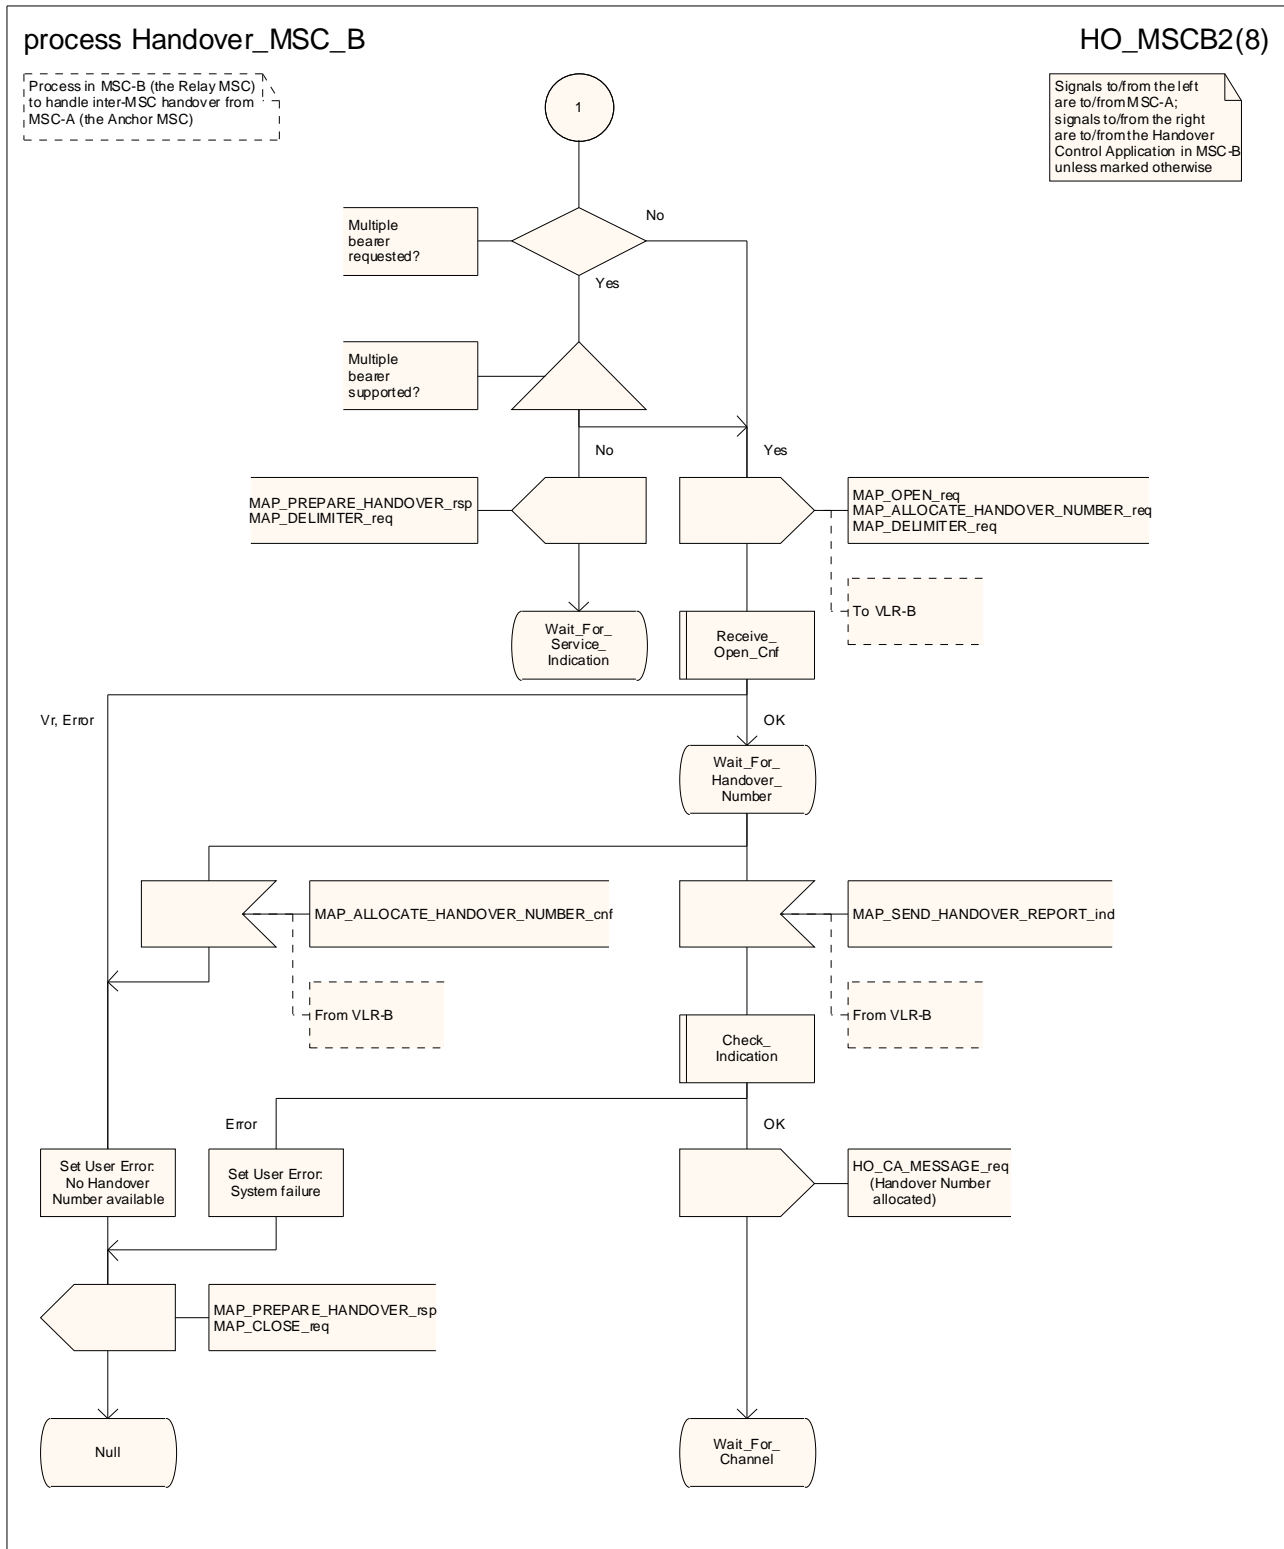 process Handover_MSC_B
HO_MSCB2(8)
Process in MSC-B (the Relay MSC)
to handle inter-MSC handover from
MSC-A (the Anchor MSC)
Signals to/from the left
are to/from MSC-A;
signals to/from the right
are to/from the Handover
Control Application in MSC-B
unless marked otherwise
1
Multiple
bearer
requested?
No
Yes
Multiple
bearer
supported?
No
Yes
MAP_PREPARE_HANDOVER_rsp
MAP_DELIMITER_req
MAP_OPEN_req
MAP_ALLOCATE_HANDOVER_NUMBER_req
MAP_DELIMITER_req
To VLR-B
Wait_For_
Service_
Indication
Receive_
Open_Cnf
Vr, Error
OK
Wait_For_
Handover_
Number
MAP_ALLOCATE_HANDOVER_NUMBER_cnf
MAP_SEND_HANDOVER_REPORT_ind
From VLR-B
From VLR-B
Check_
Indication
Error
OK
Set User Error:
No Handover
Number available
Set User Error:
System failure
HO_CA_MESSAGE_req
(Handover Number
allocated)
MAP_PREPARE_HANDOVER_rsp
MAP_CLOSE_req
Null
Wait_For_
Channel